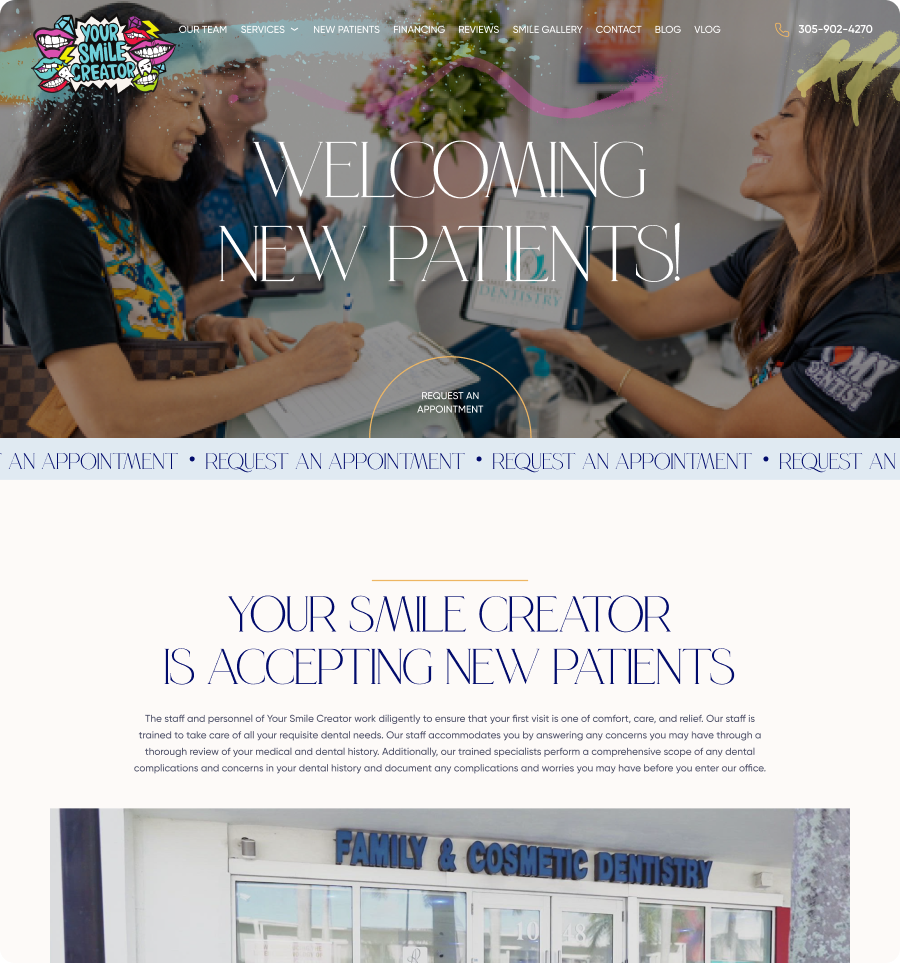 YOUR
SMILE
CREATOR
OUR TEAM SERVICES NEW PATIENTS FINANCING REVIEWS SMILE GALLERY CONTACT BLOG VLOG 305-902-4270
WELCOMING
NEW PATIENTS!
DENTISTRY
MY
DENTIST
REQUEST AN
APPOINTMENT
AN APPOINTMENT • REQUEST AN APPOINTMENT • REQUEST AN APPOINTMENT • REQUEST AN
YOUR SMILE CREATOR
IS ACCEPTING NEW PATIENTS
The staff and personnel of Your Smile Creator work diligently to ensure that your first visit is one of comfort, care, and relief. Our staff is
trained to take care of all your requisite dental needs. Our staff accommodates you by answering any concerns you may have through a
thorough review of your medical and dental history. Additionally, our trained specialists perform a comprehensive scope of any dental
complications and concerns in your dental history and document any complications and worries you may have before you enter our office.
FAMILY & COSMETIC DENTISTRY